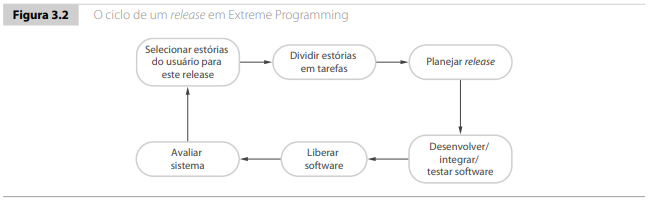 Figura 3.2
O ciclo de um release em Extreme Programming
Selecionar estórias
do usuário para
este release
Dividir estórias
em tarefas
Planejar release
Avaliar
sistema
Liberar
software
Desenvolver/
integrar/
testar software